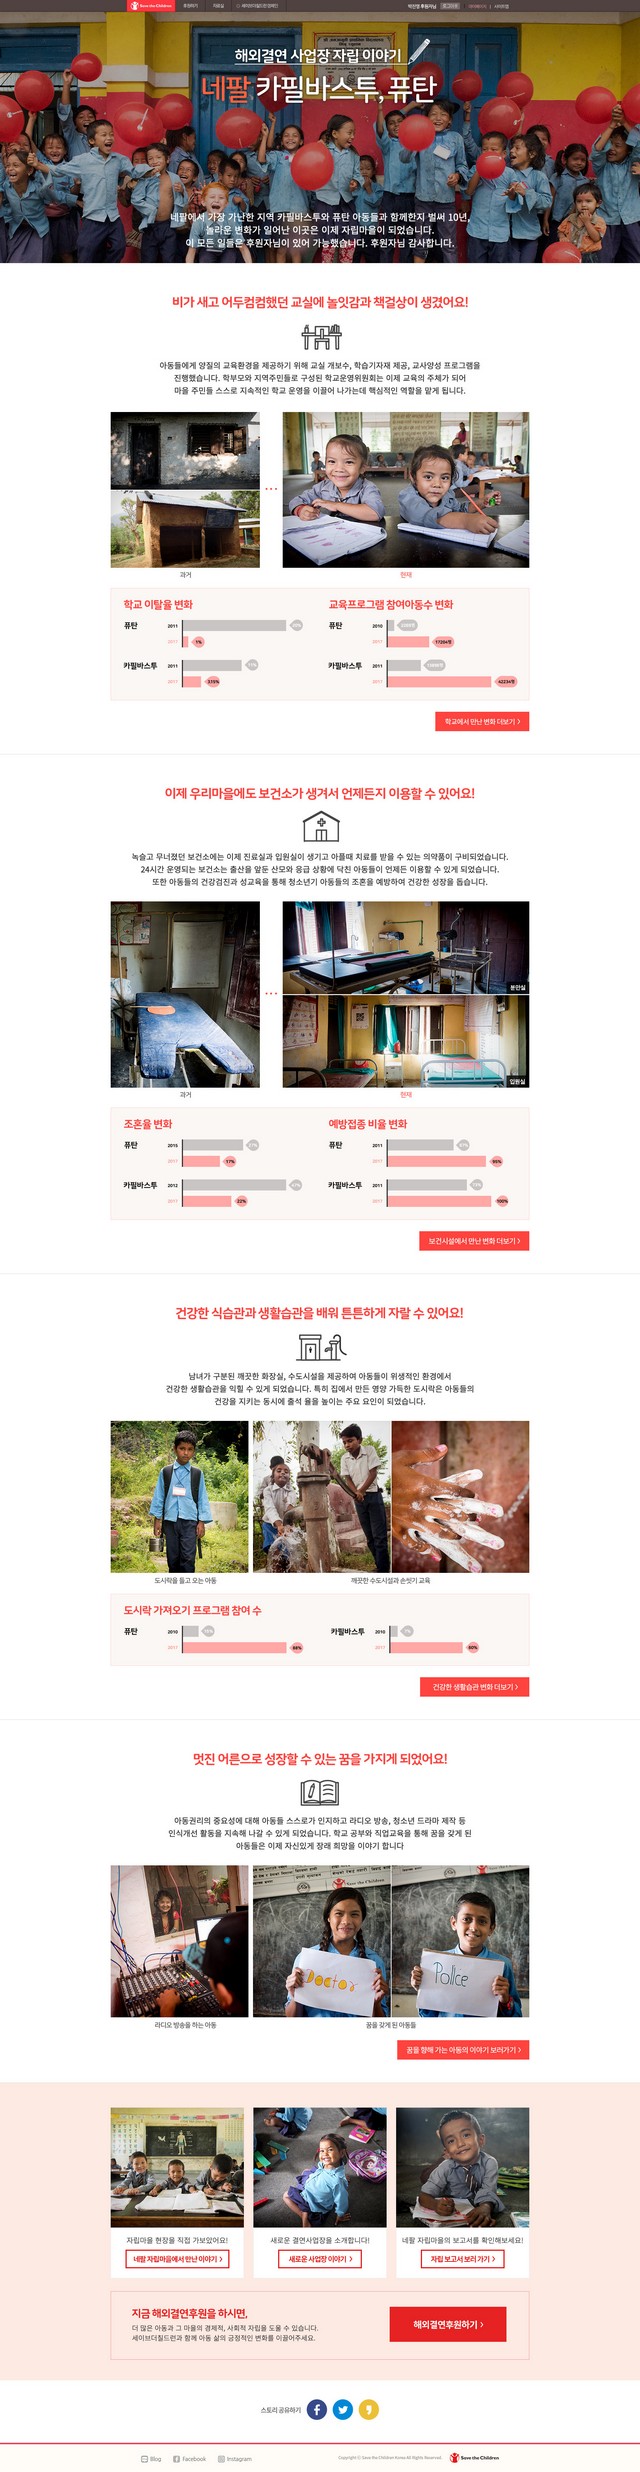 Save the Children
후원하기
자료실
로그아웃
마이페이지
사이트맵
해외결연 사업장 자립 이야기
네팔 카필바스투, 퓨탄
네팔에서 가장 가난한 지역 카필바스투와 퓨탄 아동들과 함께한지 벌써 10년,
놀라운 변화가 일어난 이곳은 이제 자립마을이 되었습니다.
이 모든 일들은 후원자님이 있어 가능했습니다. 후원자님 감사합니다.
비가 새고 어두컴컴했던 교실에 놀잇감과 책걸상이 생겼어요!
아동들에게 양질의 교육환경을 제공하기 위해 교실 개보수, 학습기자재 제공, 교사양성 프로그램을
진행했습니다. 학부모와 지역주민들로 구성된 학교운영위원회는 이제 교육의 주체가 되어
마을 주민들 스스로 지속적인 학교 운영을 이끌어 나가는데 핵심적인 역할을 맡게 됩니다.
과거
현재
학교 이탈율 변화
퓨탄
2011
2017
1%
카필바스투
2011
2017
교육프로그램 참여아동수 변화
퓨탄
2010
2017
17204명
카필바스투
2011
2017
42234명
학교에서 만난 변화 더보기 >
이제 우리마을에도 보건소가 생겨서 언제든지 이용할 수 있어요!
녹슬고 무너졌던 보건소에는 이제 진료실과 입원실이 생기고 아플때 치료를 받을 수 있는 의약품이 구비되었습니다.
24시간 운영되는 보건소는 출산을 앞둔 산모와 응급 상황에 닥친 아동들이 언제든 이용할 수 있게 되었습니다.
또한 아동들의 건강검진과 성교육을 통해 청소년기 아동들의 조혼을 예방하여 건강한 성장을 돕습니다.
분만실
입원실
과거
현재
조혼율 변화
퓨탄
2015
2017
17%
카필바스투
2012
2017
22%
예방접종 비율 변화
퓨탄
2011
2017
95%
카필바스투
2011
2017
100%
보건시설에서 만난 변화 더보기 >
건강한 식습관과 생활습관을 배워 튼튼하게 자랄 수 있어요!
남녀가 구분된 깨끗한 화장실, 수도시설을 제공하여 아동들이 위생적인 환경에서
건강한 생활습관을 익힐 수 있게 되었습니다. 특히 집에서 만든 영양 가득한 도시락은 아동들의
건강을 지키는 동시에 출석 율을 높이는 주요 요인이 되었습니다.
도시락을 들고 오는 아동
깨끗한 수도시설과 손씻기 교육
도시락 가져오기 프로그램 참여 수
퓨탄
2010
2017
카필바스투
2010
2017
60%
건강한 생활습관 변화 더보기 >
멋진 어른으로 성장할 수 있는 꿈을 가지게 되었어요!
아동권리의 중요성에 대해 아동들 스스로가 인지하고 라디오 방송, 청소년 드라마 제작 등
인식개선 활동을 지속해 나갈 수 있게 되었습니다. 학교 공부와 직업교육을 통해 꿈을 갖게 된
아동들은 이제 자신있게 장래 희망을 이야기 합니다
Save the Children
Doctor
Police
라디오 방송을 하는 아동
꿈을 갖게 된 아동들
꿈을 향해 가는 아동의 이야기 보러가기 >
자립마을 현장을 직접 가보았어요!
네팔 자립마을에서 만난 이야기 >
새로운 결연사업장을 소개합니다!
새로운 사업장 이야기 >
네팔 자립마을의 보고서를 확인해보세요!
자립 보고서 보러 가기 >
지금 해외결연후원을 하시면,
더 많은 아동과 그 마을의 경제적, 사회적 자립을 도울 수 있습니다.
세이브더칠드런과 함께 아동 삶의 긍정적인 변화를 이끌어주세요.
해외결연후원하기 >
스토리 공유하기
Blog
Facebook
Instagram
Copyright ⓒ Save the Children Korea All Rights Reserved.
Save the Children